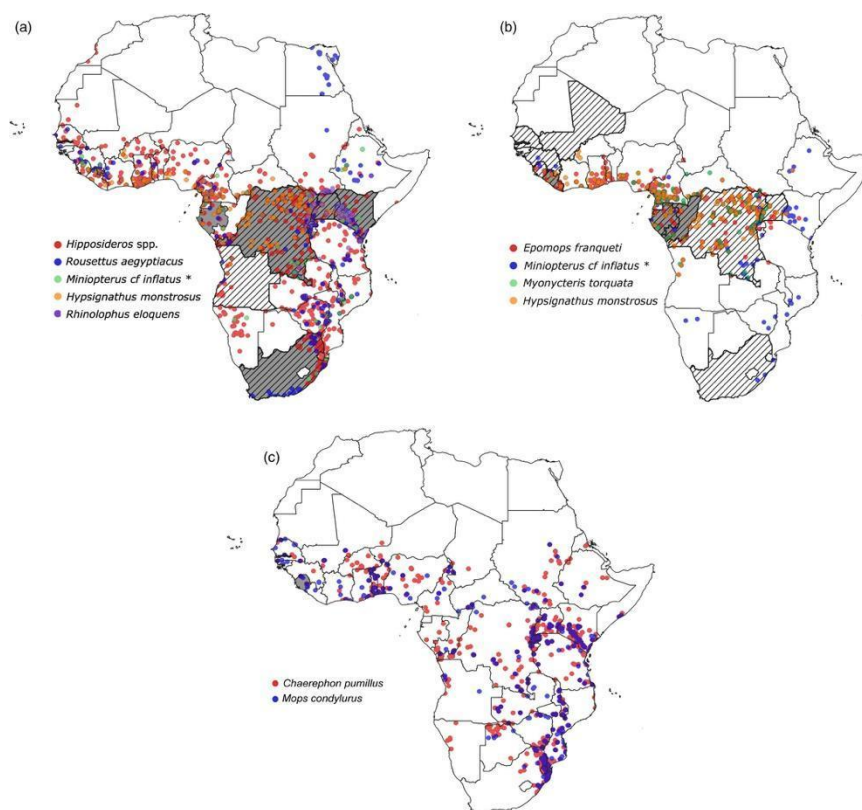 (a)
Hipposideros spp.
Rousettus aegyptiacus
Miniopterus cf inflatus *
Hypsignathus monstrosus
Rhinolophus eloquens
(b)
Epomops franqueti
Miniopterus cf inflatus *
Myonycteris torquata
Hypsignathus monstrosus
(c)
Chaerephon pumillus
Mops condylurus